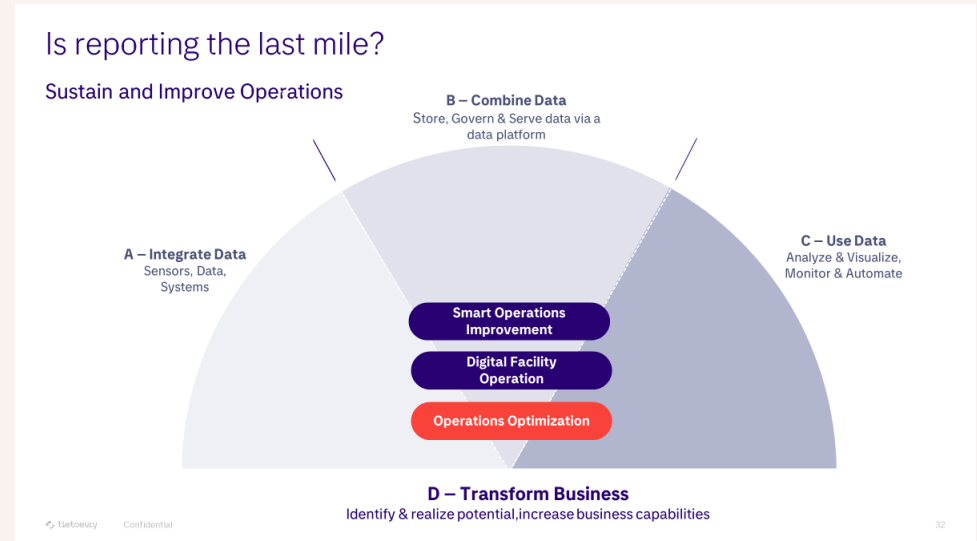 Is reporting the last mile?
Sustain and Improve Operations
B – Combine Data
Store, Govern & Serve data via a
data platform
A – Integrate Data
Sensors, Data,
Systems
C – Use Data
Analyze & Visualize,
Monitor & Automate
Smart Operations
Improvement
Digital Facility
Operation
Operations Optimization
D – Transform Business
Identify & realize potential,increase business capabilities
tietoevry
Confidential
32